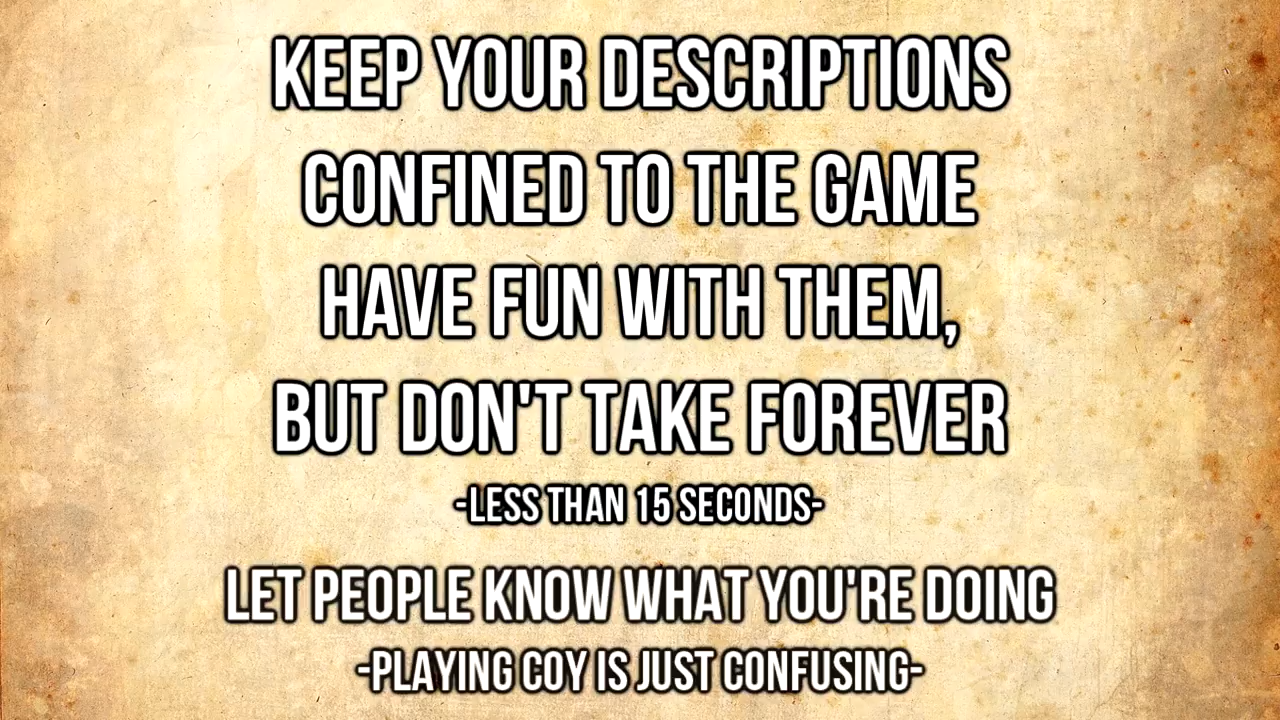 KEEP YOUR DESCRIPTIONS
CONFINED TO THE GAME
HAVE FUN WITH THEM,
BUT DON'T TAKE FOREVER
-LESS THAN 15 SECONDS-
LET PEOPLE KNOW WHAT YOU'RE DOING
-PLAYING COY IS JUST CONFUSING-